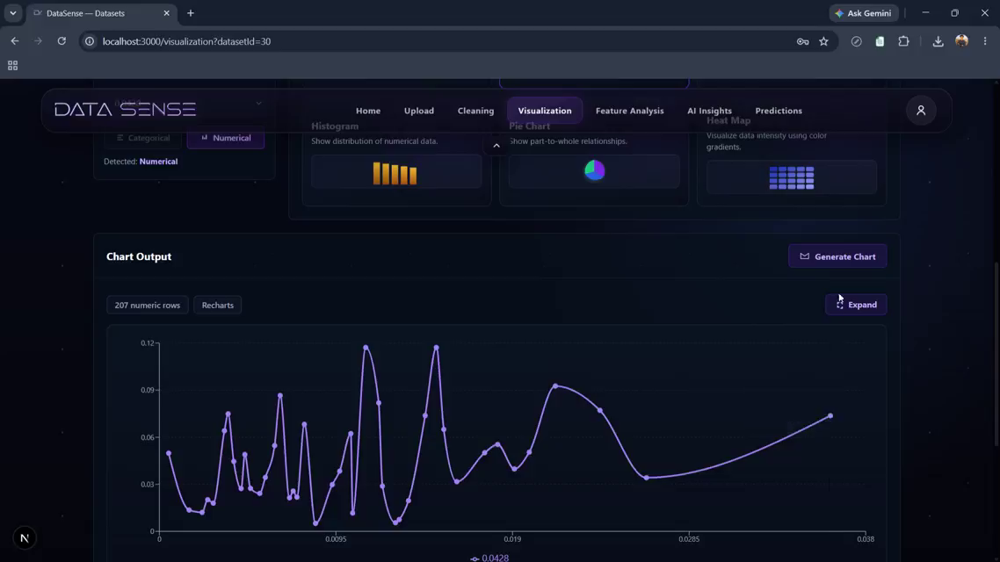 DataSense — Datasets
Ask Gemini
localhost:3000/visualization?datasetId=30
DATA SENSE
Home
Upload
Cleaning
Visualization
Feature Analysis
AI Insights
Predictions
Categorical
Numerical
Detected: Numerical
Histogram
Show distribution of numerical data.
Pie Chart
Show part-to-whole relationships.
Heat Map
Visualize data intensity using color
gradients.
Chart Output
Generate Chart
207 numeric rows
Recharts
Expand
0.12
0.09
0.06
0.03
0
0
0.0095
0.019
0.0285
0.038
0.0428
N